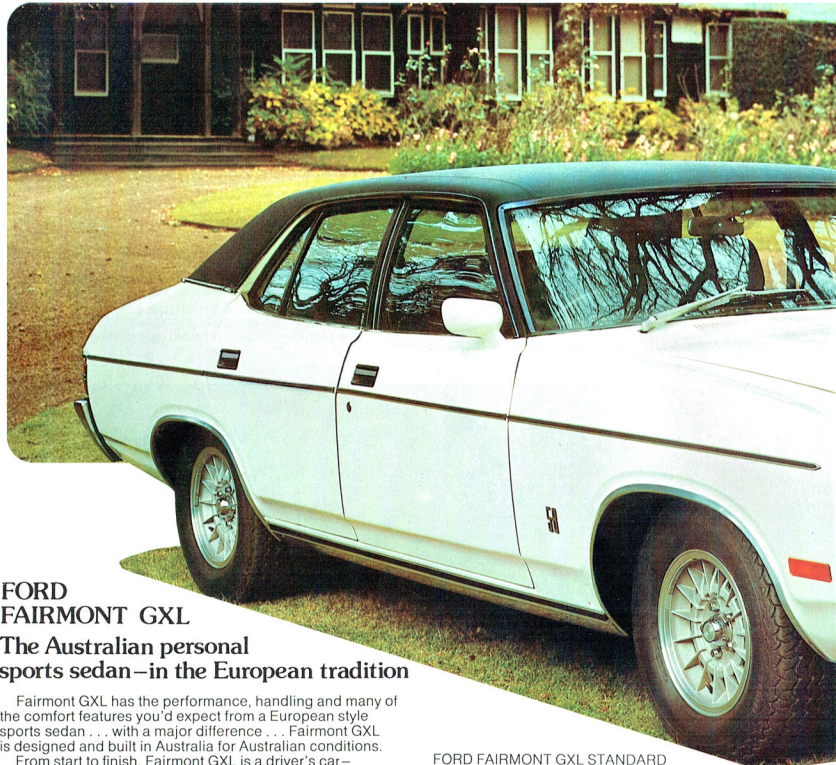 5.8
FORD
FAIRMONT GXL
The Australian personal
sports sedan–in the European tradition
Fairmont GXL has the performance, handling and many of
the comfort features you'd expect from a European style
sports sedan . . . with a major difference . . . Fairmont GXL
is designed and built in Australia for Australian conditions.
From start to finish, Fairmont GXL is a driver's car–
FORD FAIRMONT GXL STANDARD